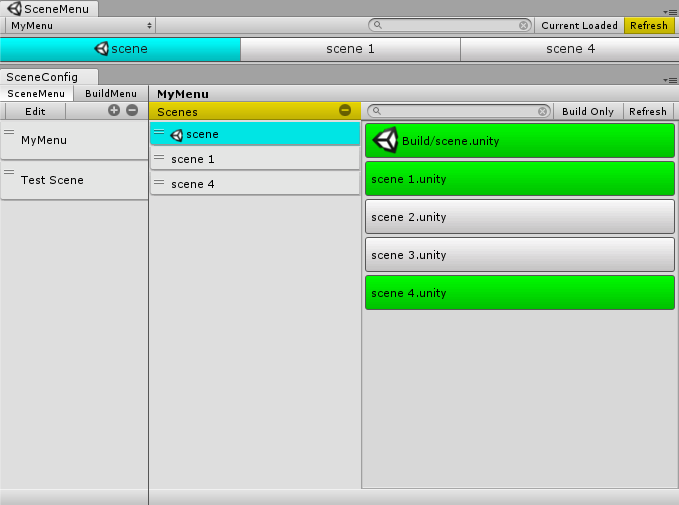 SceneMenu
MyMenu Current Loaded Refresh
scene scene 1 scene 4
SceneConfig
SceneMenu BuildMenu MyMenu
Edit Scenes Build Only Refresh
MyMenu
Test Scene
scene
scene 1
scene 4
Build/scene.unity
scene 1.unity
scene 2.unity
scene 3.unity
scene 4.unity